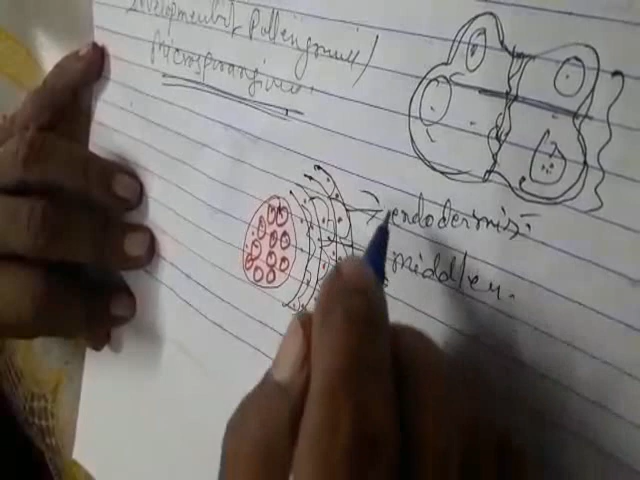 Development of Pollengrains/
Microsporangium.
endodermis.
middle